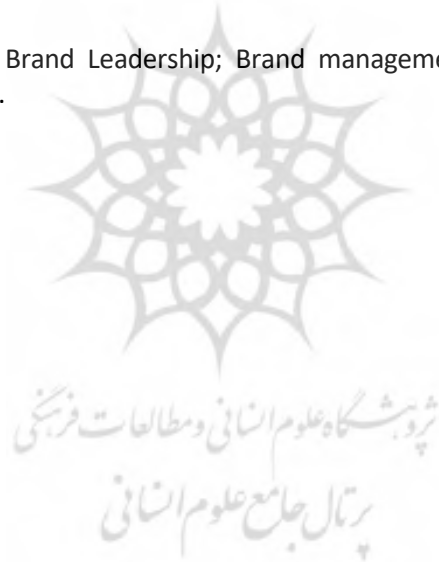 Brand Leadership; Brand manageme
.
پژوهشگاه علوم انسانی و مطالعات فرهنگی
پرتال جامع علوم انسانی